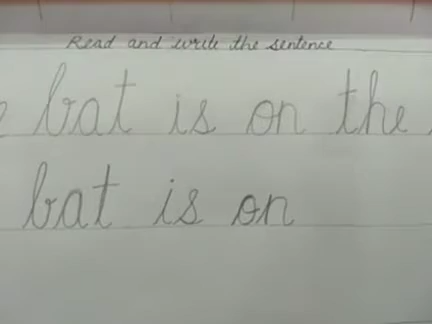 Read and write the sentence
bat is on the
bat is on